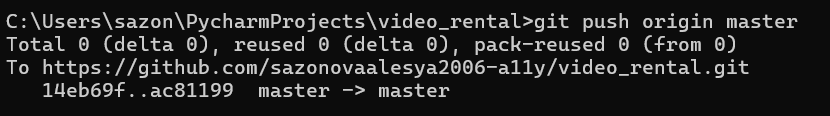 C:\Users\sazon\PycharmProjects\video_rental>git push origin master
Total 0 (delta 0), reused 0 (delta 0), pack-reused 0 (from 0)
To https://github.com/sazonovaalesya2006-a11y/video_rental.git
   14eb69f..ac81199  master -> master